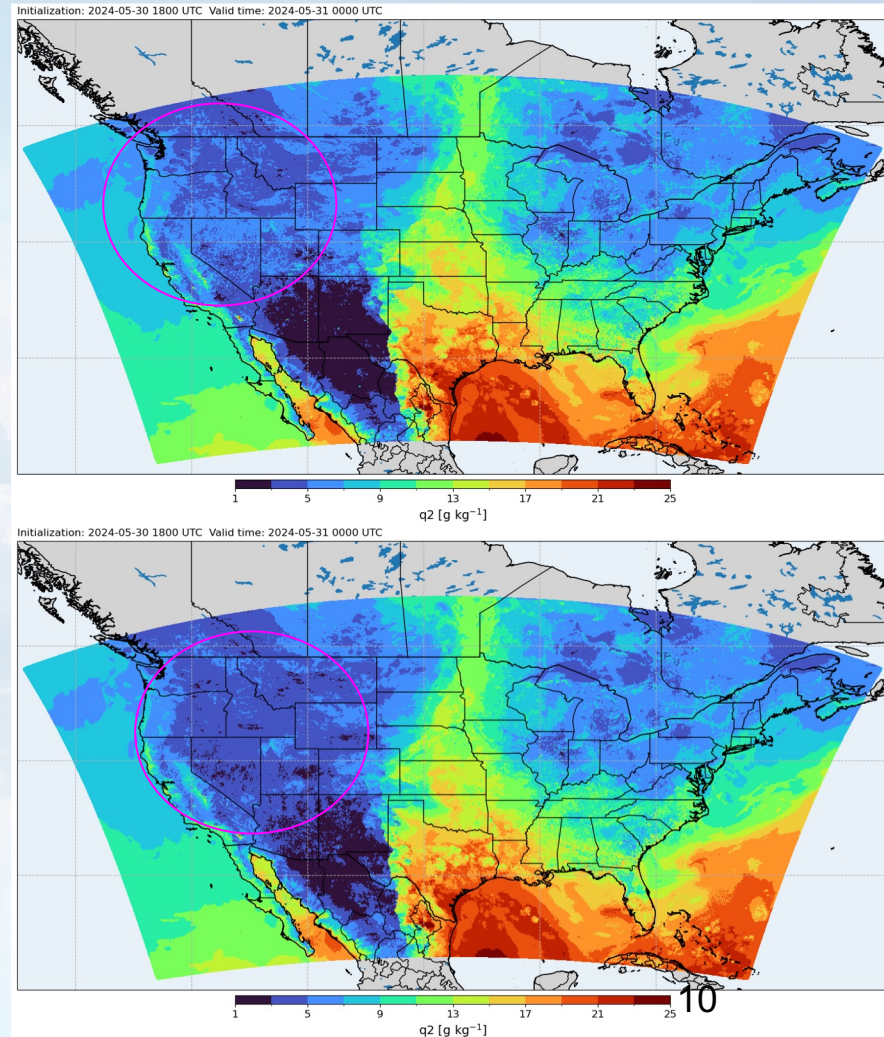 Initialization: 2024-05-30 1800 UTC  Valid time: 2024-05-31 0000 UTC
1 5 9 13 17 21 25
q2 [g kg⁻¹]
Initialization: 2024-05-30 1800 UTC  Valid time: 2024-05-31 0000 UTC
1 5 9 13 17 21 25 10
q2 [g kg⁻¹]